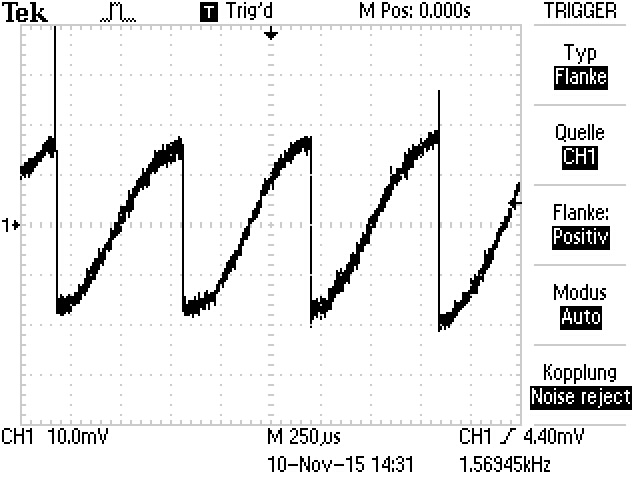 Tek T Trig'd M Pos: 0.000s TRIGGER
Typ
Flanke
Quelle
CH1
Flanke:
Positiv
1
Modus
Auto
Kopplung
Noise reject
CH1 10.0mV M 250µs CH1 4.40mV
10-Nov-15 14:31 1.56945kHz